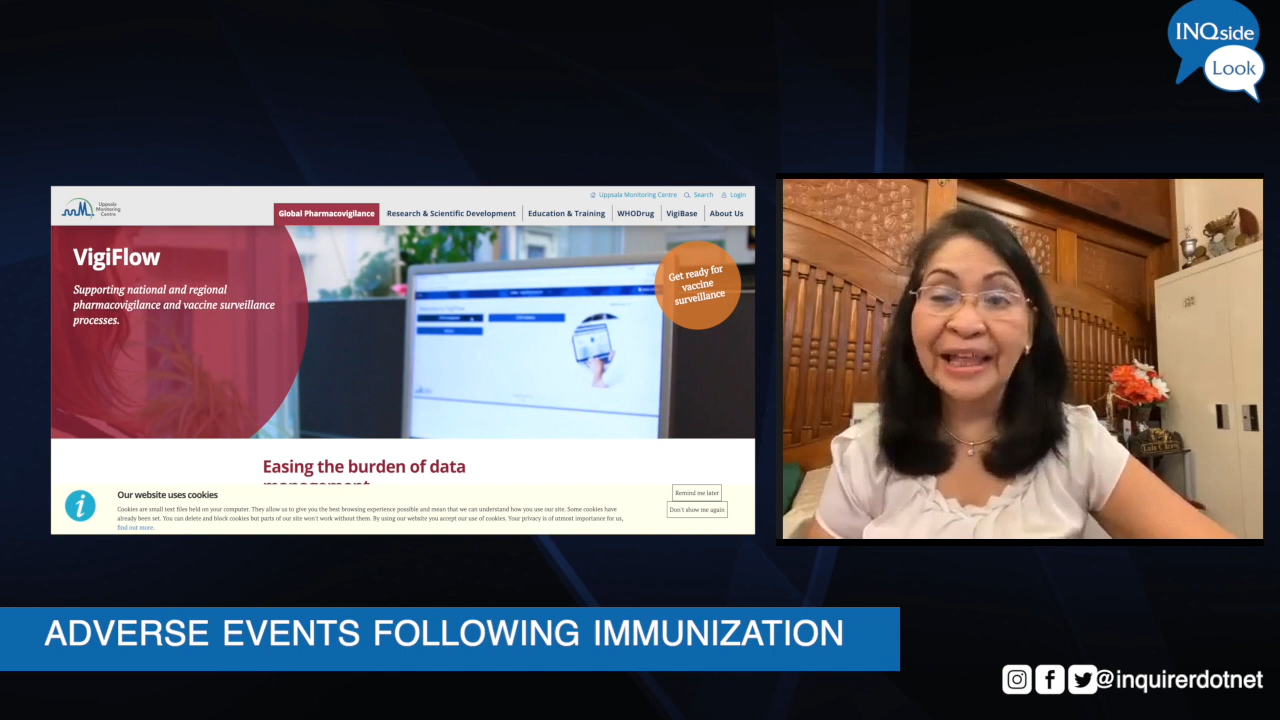 INQside
Look
Uppsala
Monitoring
Centre
Uppsala Monitoring Centre Search Login
Global Pharmacovigilance Research & Scientific Development Education & Training WHODrug VigiBase About Us
VigiFlow
Supporting national and regional
pharmacovigilance and vaccine surveillance
processes.
Get ready for
vaccine
surveillance
Easing the burden of data
management
Our website uses cookies
Cookies are small text files held on your computer. They allow us to give you the best browsing experience possible and mean that we can understand how you use our site. Some cookies have
already been set. You can delete and block cookies but parts of our site won't work without them. By using our website you accept our use of cookies. Your privacy is of utmost importance for us,
find out more.
Remind me later
Don't show me again
ADVERSE EVENTS FOLLOWING IMMUNIZATION
@inquirerdotnet